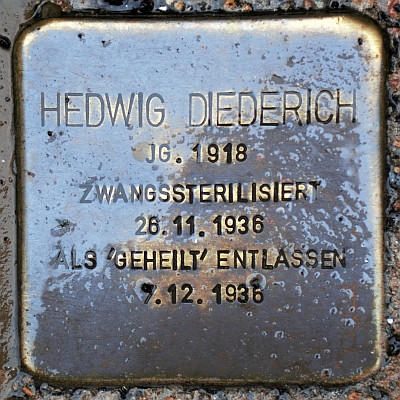 HEDWIG DIEDERICH
JG. 1918
ZWANGSSTERILISIERT
26.11.1936
ALS 'GEHEILT' ENTLASSEN
7.12.1936